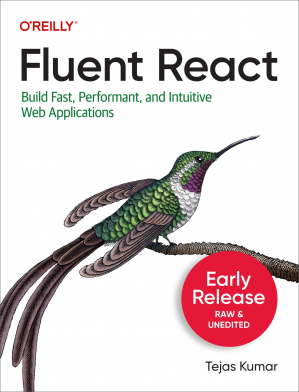 O'REILLY®
Fluent React
Build Fast, Performant, and Intuitive
Web Applications
Early
Release
RAW &
UNEDITED
Tejas Kumar